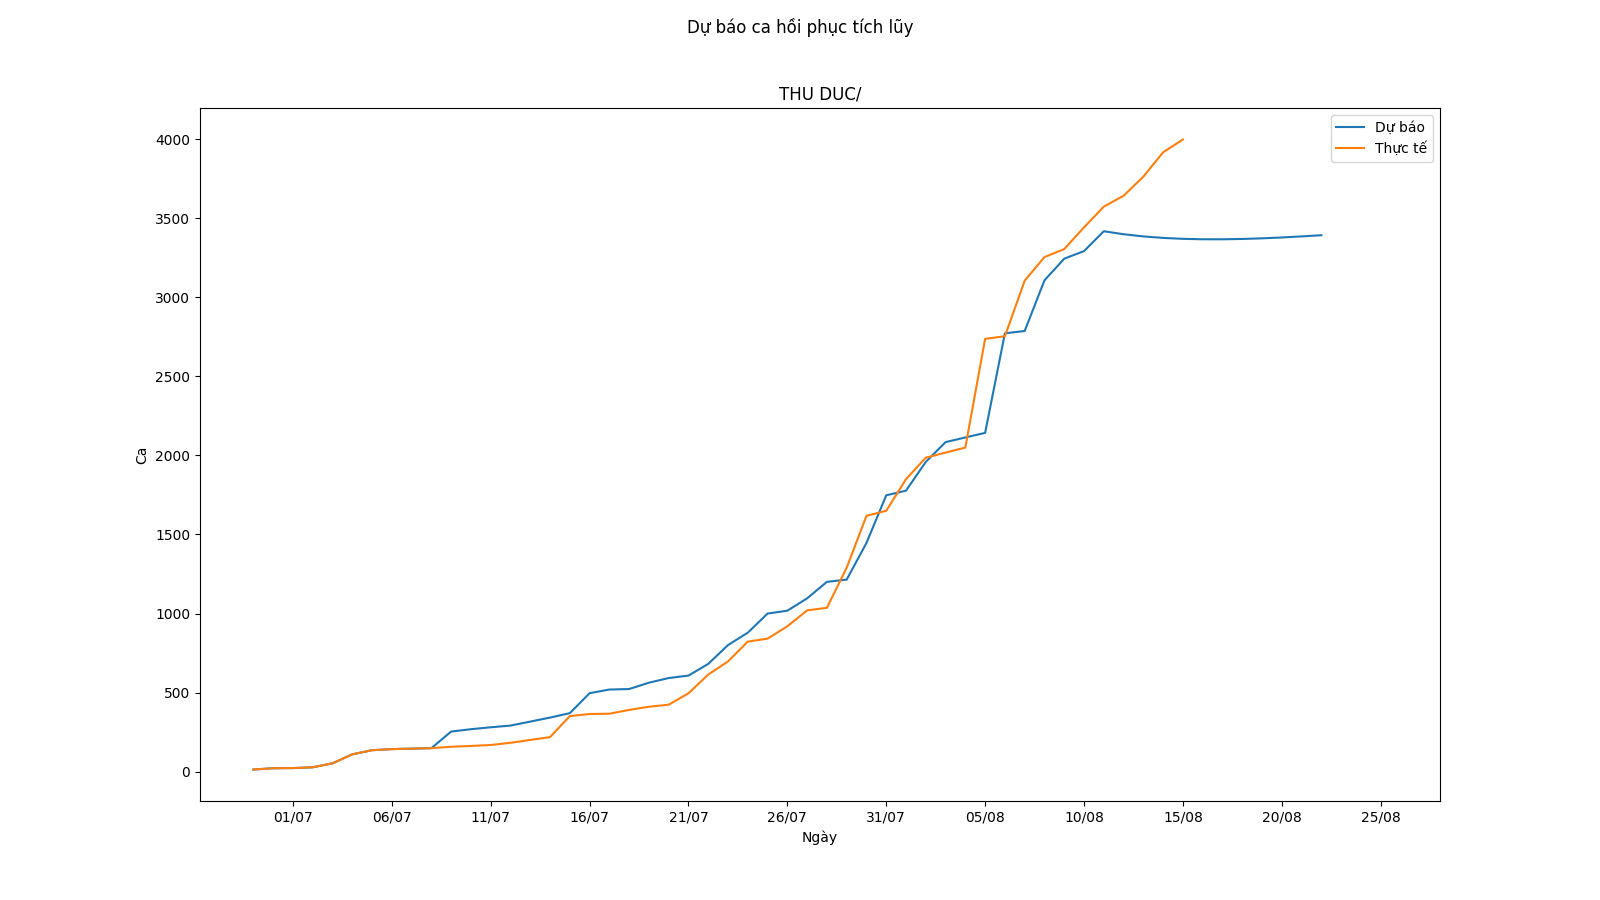 Dự báo ca hồi phục tích lũy
THU DUC/
Dự báo
Thực tế
4000
3500
3000
2500
2000
1500
1000
500
0
Ca
01/07 06/07 11/07 16/07 21/07 26/07 31/07 05/08 10/08 15/08 20/08 25/08
Ngày